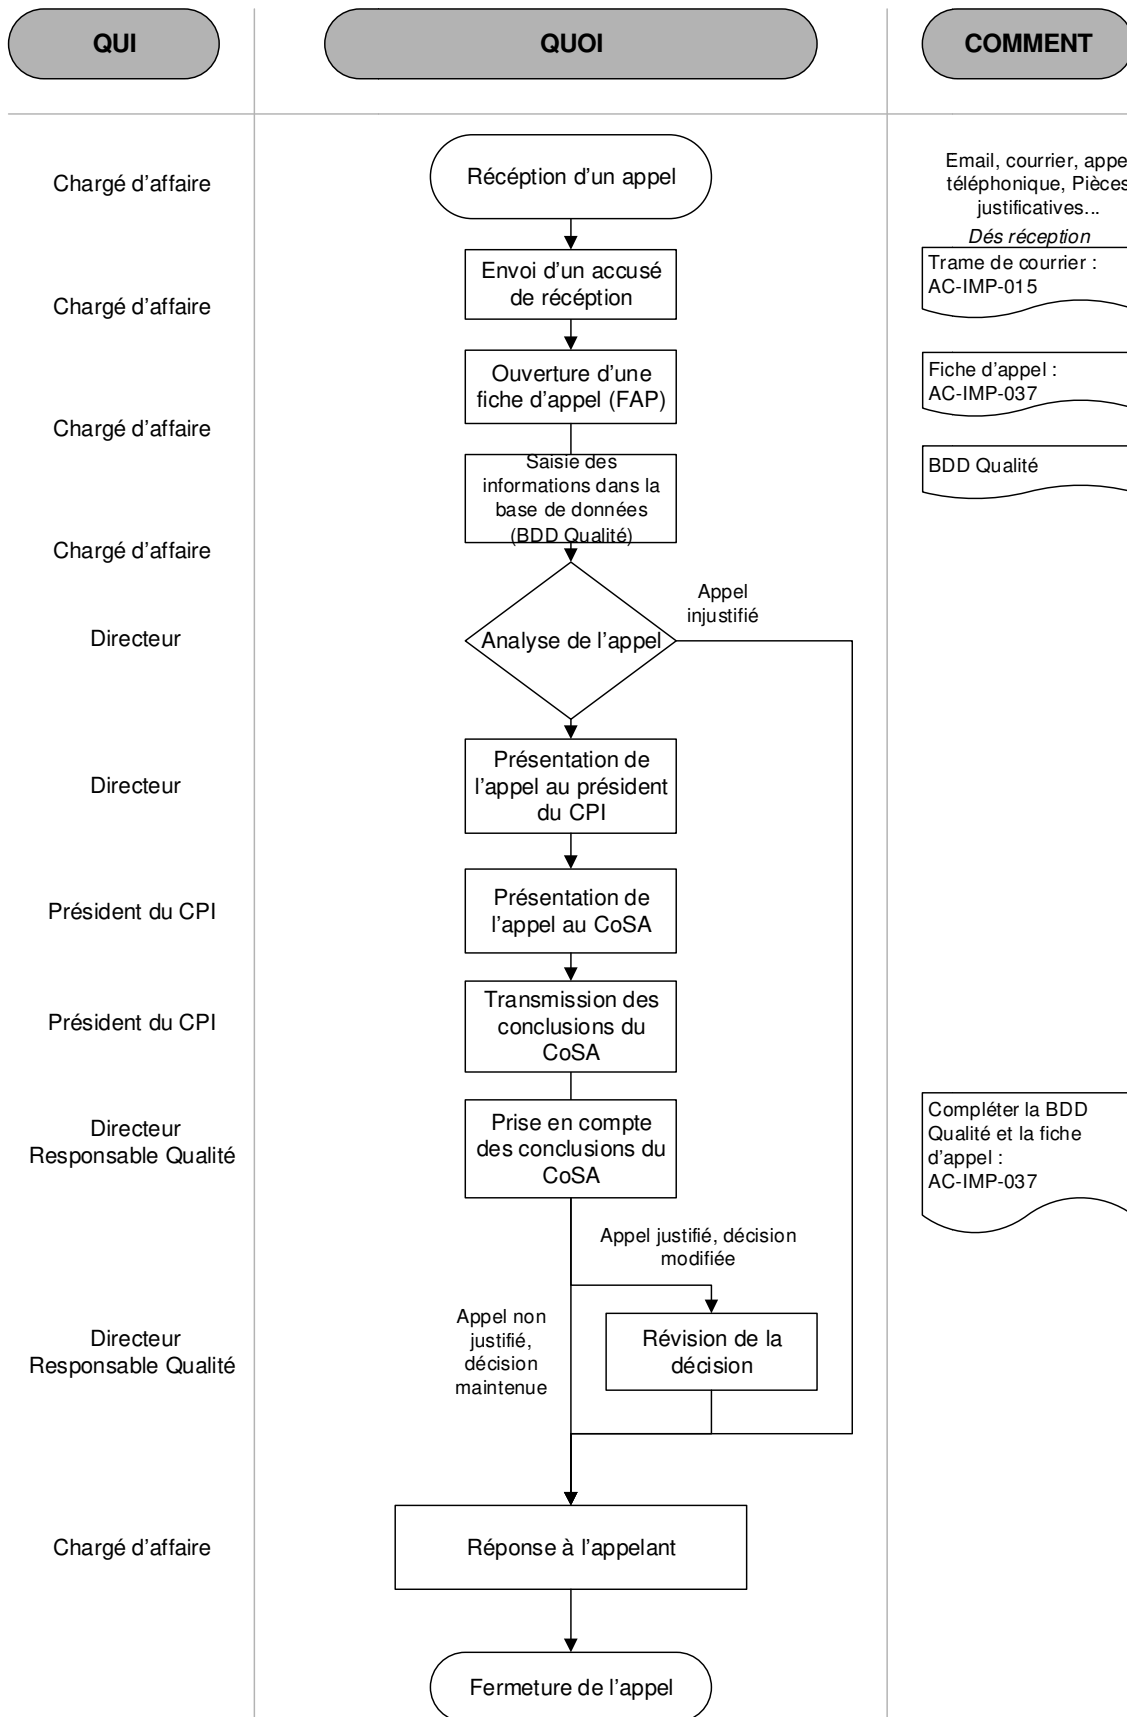 QUI
QUOI
COMMENT
Chargé d'affaire
Récéption d'un appel
Email, courrier, appe
téléphonique, Pièces
justificatives...
Dés réception
Chargé d'affaire
Envoi d'un accusé
de récéption
Trame de courrier :
AC-IMP-015
Chargé d'affaire
Ouverture d'une
fiche d'appel (FAP)
Fiche d'appel :
AC-IMP-037
Chargé d'affaire
Saisie des
informations dans la
base de données
(BDD Qualité)
BDD Qualité
Directeur
Analyse de l'appel
Appel
injustifié
Directeur
Présentation de
l'appel au président
du CPI
Président du CPI
Présentation de
l'appel au CoSA
Président du CPI
Transmission des
conclusions du
CoSA
Directeur
Responsable Qualité
Prise en compte
des conclusions du
CoSA
Compléter la BDD
Qualité et la fiche
d'appel :
AC-IMP-037
Appel justifié, décision
modifiée
Appel non
justifié,
décision
maintenue
Directeur
Responsable Qualité
Révision de la
décision
Chargé d'affaire
Réponse à l'appelant
Fermeture de l'appel